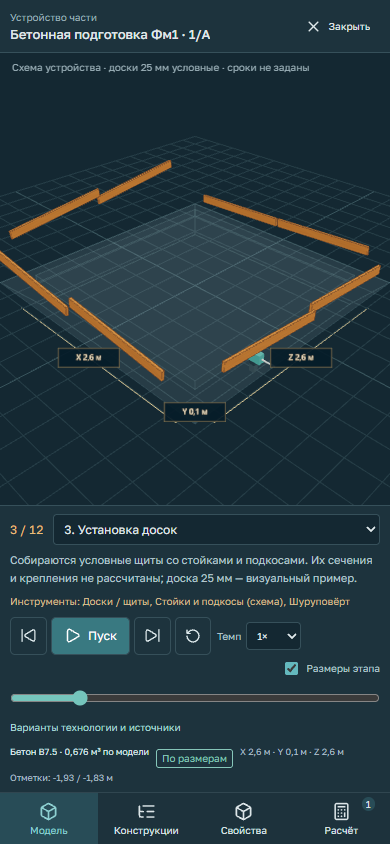 Устройство части
Бетонная подготовка Фм1 · 1/А
Закрыть
Схема устройства · доски 25 мм условные · сроки не заданы
X 2,6 м
Z 2,6 м
Y 0,1 м
3 / 12
3. Установка досок
Собираются условные щиты со стойками и подкосами. Их сечения
и крепления не рассчитаны; доска 25 мм — визуальный пример.
Инструменты: Доски / щиты, Стойки и подкосы (схема), Шуруповёрт
Пуск
Темп
1×
Размеры этапа
Варианты технологии и источники
Бетон В7.5 · 0,676 м³ по модели
По размерам
X 2,6 м · Y 0,1 м · Z 2,6 м
Отметки: -1,93 / -1,83 м
Модель
Конструкции
Свойства
Расчёт
1